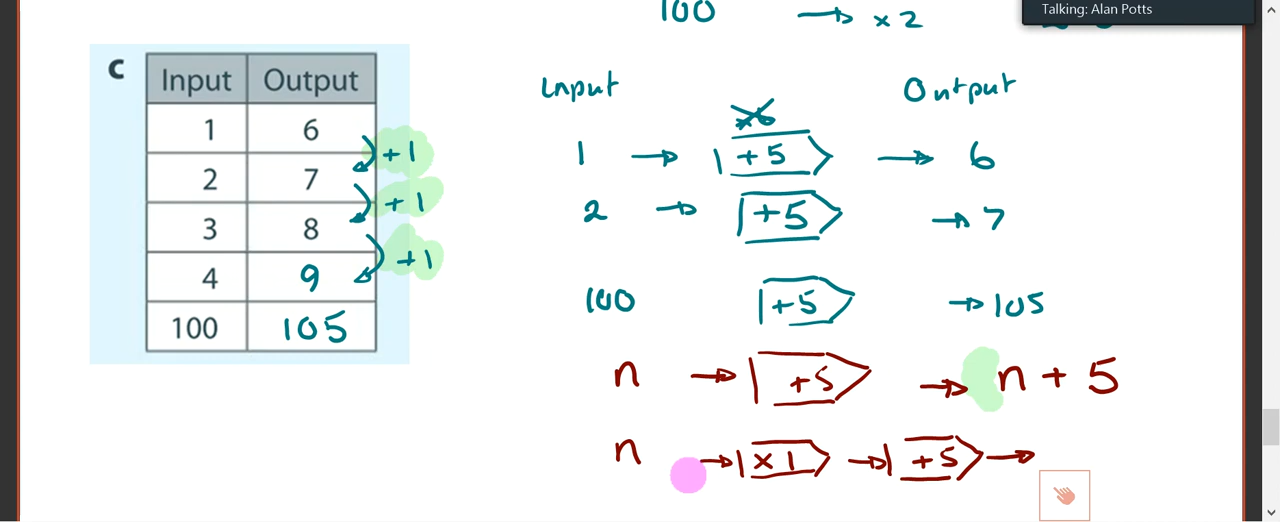 100 → ×2
Talking: Alan Potts
C
Input Output
1 6
2 7
3 8
4 9
100 105
+1
+1
+1
Input Output
×6
1 → +5 → 6
2 → +5 → 7
100 +5 → 105
n → +5 → n + 5
n → ×1 → +5 →